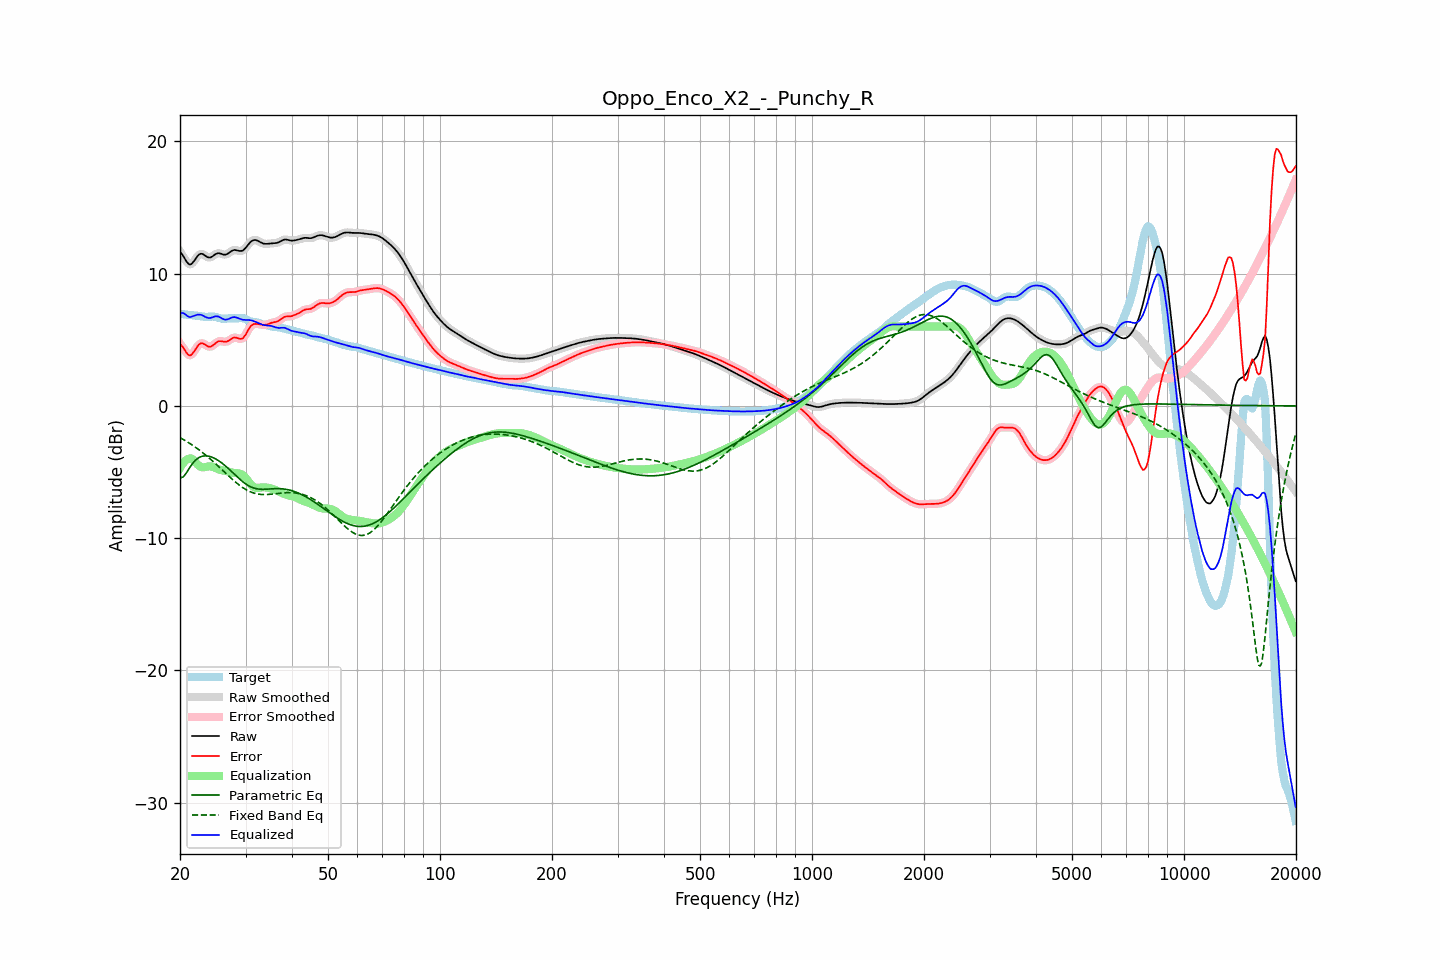 Oppo_Enco_X2_-_Punchy_R
Amplitude (dBr)
20
10
0
−10
−20
−30
Target
Raw Smoothed
Error Smoothed
Raw
Error
Equalization
Parametric Eq
Fixed Band Eq
Equalized
20 50 100 200 500 1000 2000 5000 10000 20000
Frequency (Hz)